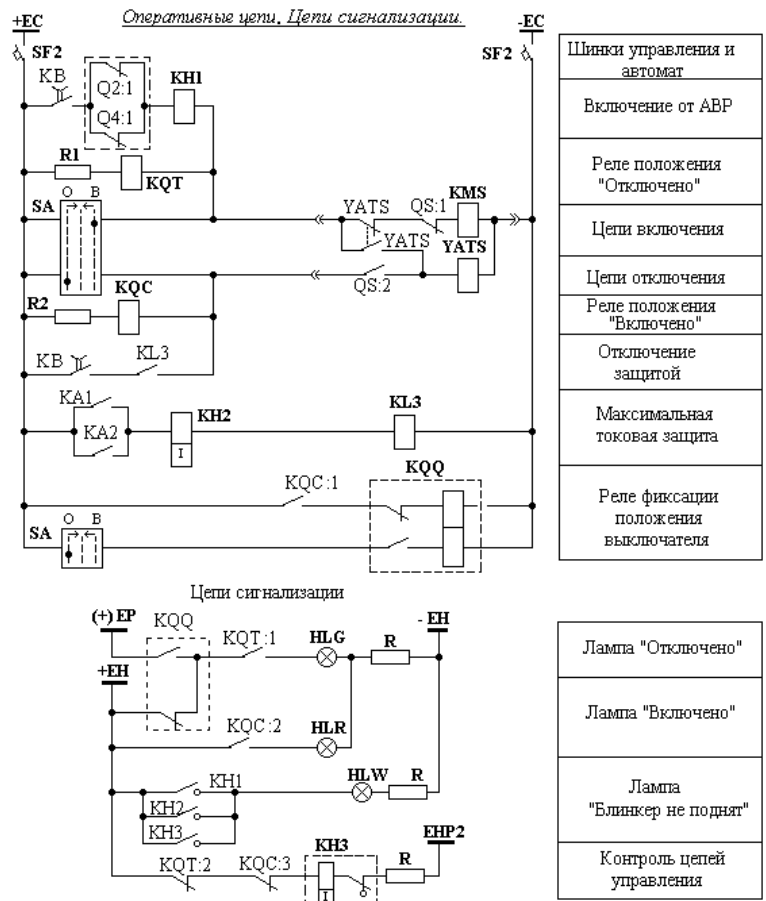 +EC
Оперативные цепи. Цепи сигнализации.
-EC
SF2
SF2
Шинки управления и
автомат
KB
Q2:1
Q4:1
KH1
Включение от АВР
R1
KQT
Реле положения
"Отключено"
SA
O B
YATS
QS:1
KMS
YATS
YATS
Цепи включения
QS:2
Цепи отключения
R2
KQC
Реле положения
"Включено"
KB
KL3
Отключение
защитой
KA1
KA2
KH2
I
KL3
Максимальная
токовая защита
KQC:1
KQQ
SA
O B
Реле фиксации
положения
выключателя
Цепи сигнализации
(+) EP
KQQ
KQT:1
HLG
R
- EH
Лампа "Отключено"
+EH
KQC:2
HLR
Лампа "Включено"
KH1
KH2
KH3
HLW
R
Лампа
"Блинкер не поднят"
EHP2
KQT:2
KQC:3
KH3
I
R
Контроль цепей
управления